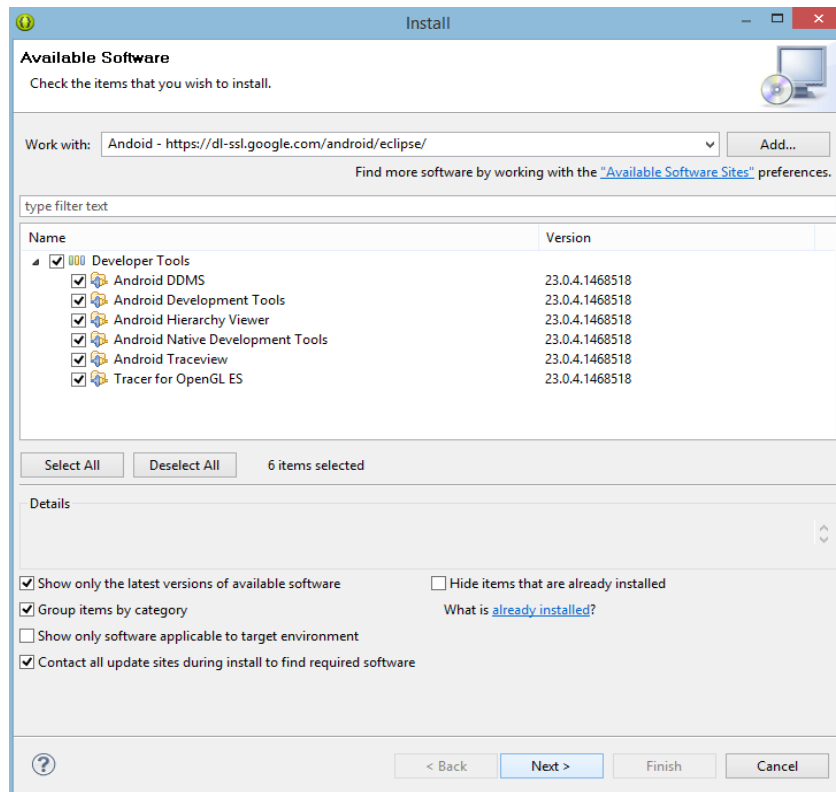 Install
Available Software
Check the items that you wish to install.
Work with: Andoid - https://dl-ssl.google.com/android/eclipse/ Add...
Find more software by working with the "Available Software Sites" preferences.
type filter text
Name Version
Developer Tools
Android DDMS 23.0.4.1468518
Android Development Tools 23.0.4.1468518
Android Hierarchy Viewer 23.0.4.1468518
Android Native Development Tools 23.0.4.1468518
Android Traceview 23.0.4.1468518
Tracer for OpenGL ES 23.0.4.1468518
Select All Deselect All 6 items selected
Details
Show only the latest versions of available software Hide items that are already installed
Group items by category What is already installed?
Show only software applicable to target environment
Contact all update sites during install to find required software
? < Back Next > Finish Cancel